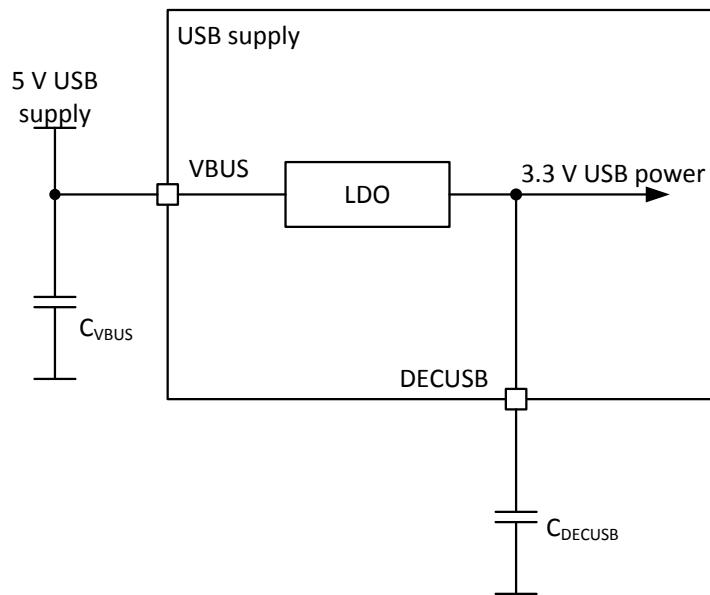 USB supply
5 V USB
supply
VBUS
LDO
3.3 V USB power
CVBUS
DECUSB
CDECUSB